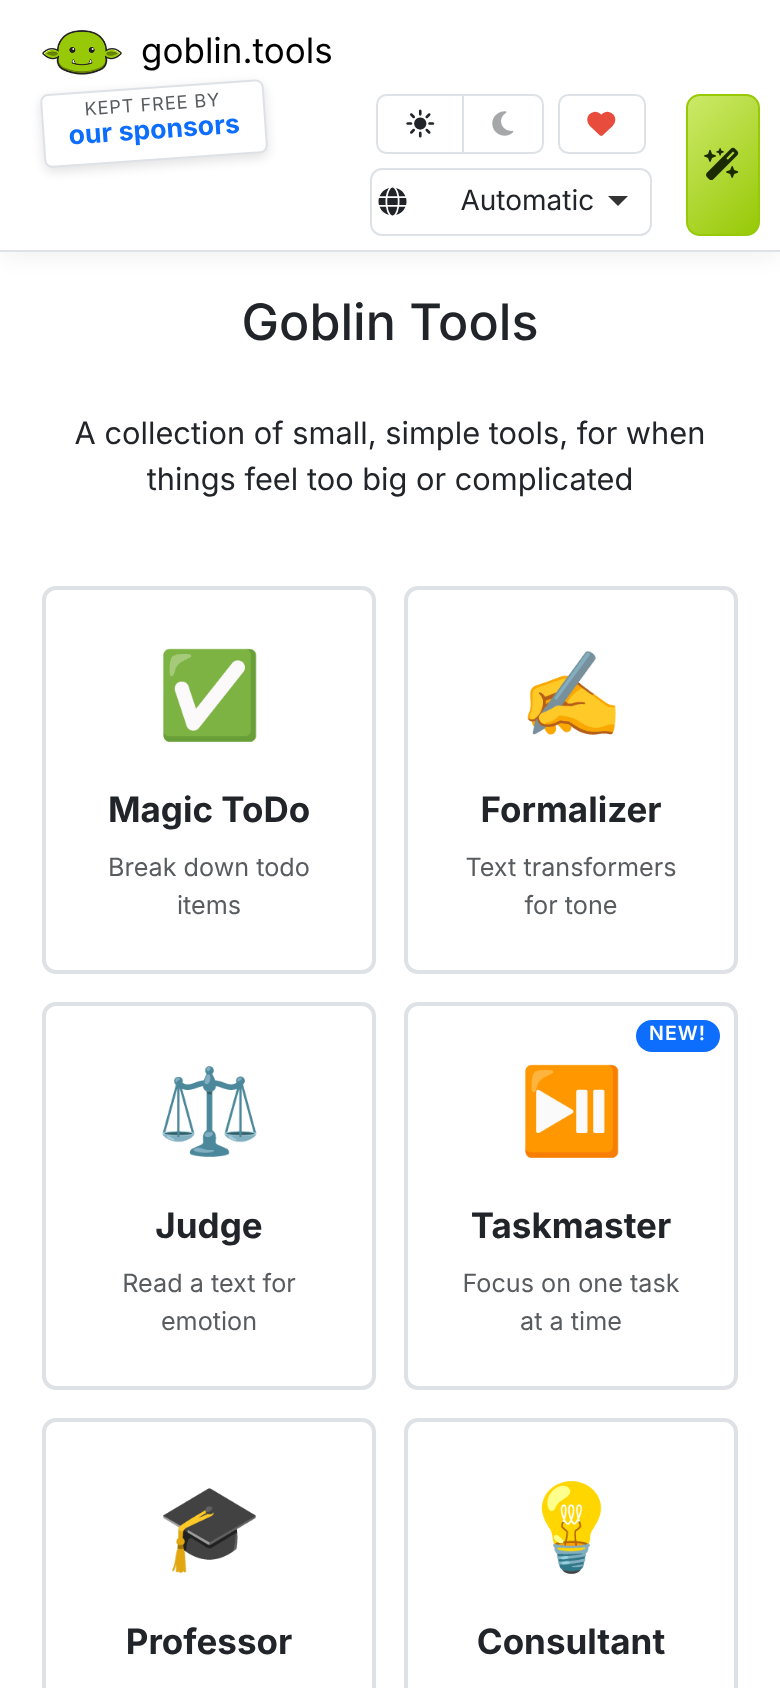 goblin.tools
KEPT FREE BY
our sponsors
Automatic
Goblin Tools
A collection of small, simple tools, for when
things feel too big or complicated
Magic ToDo
Break down todo
items
Formalizer
Text transformers
for tone
Judge
Read a text for
emotion
NEW!
Taskmaster
Focus on one task
at a time
Professor
Consultant